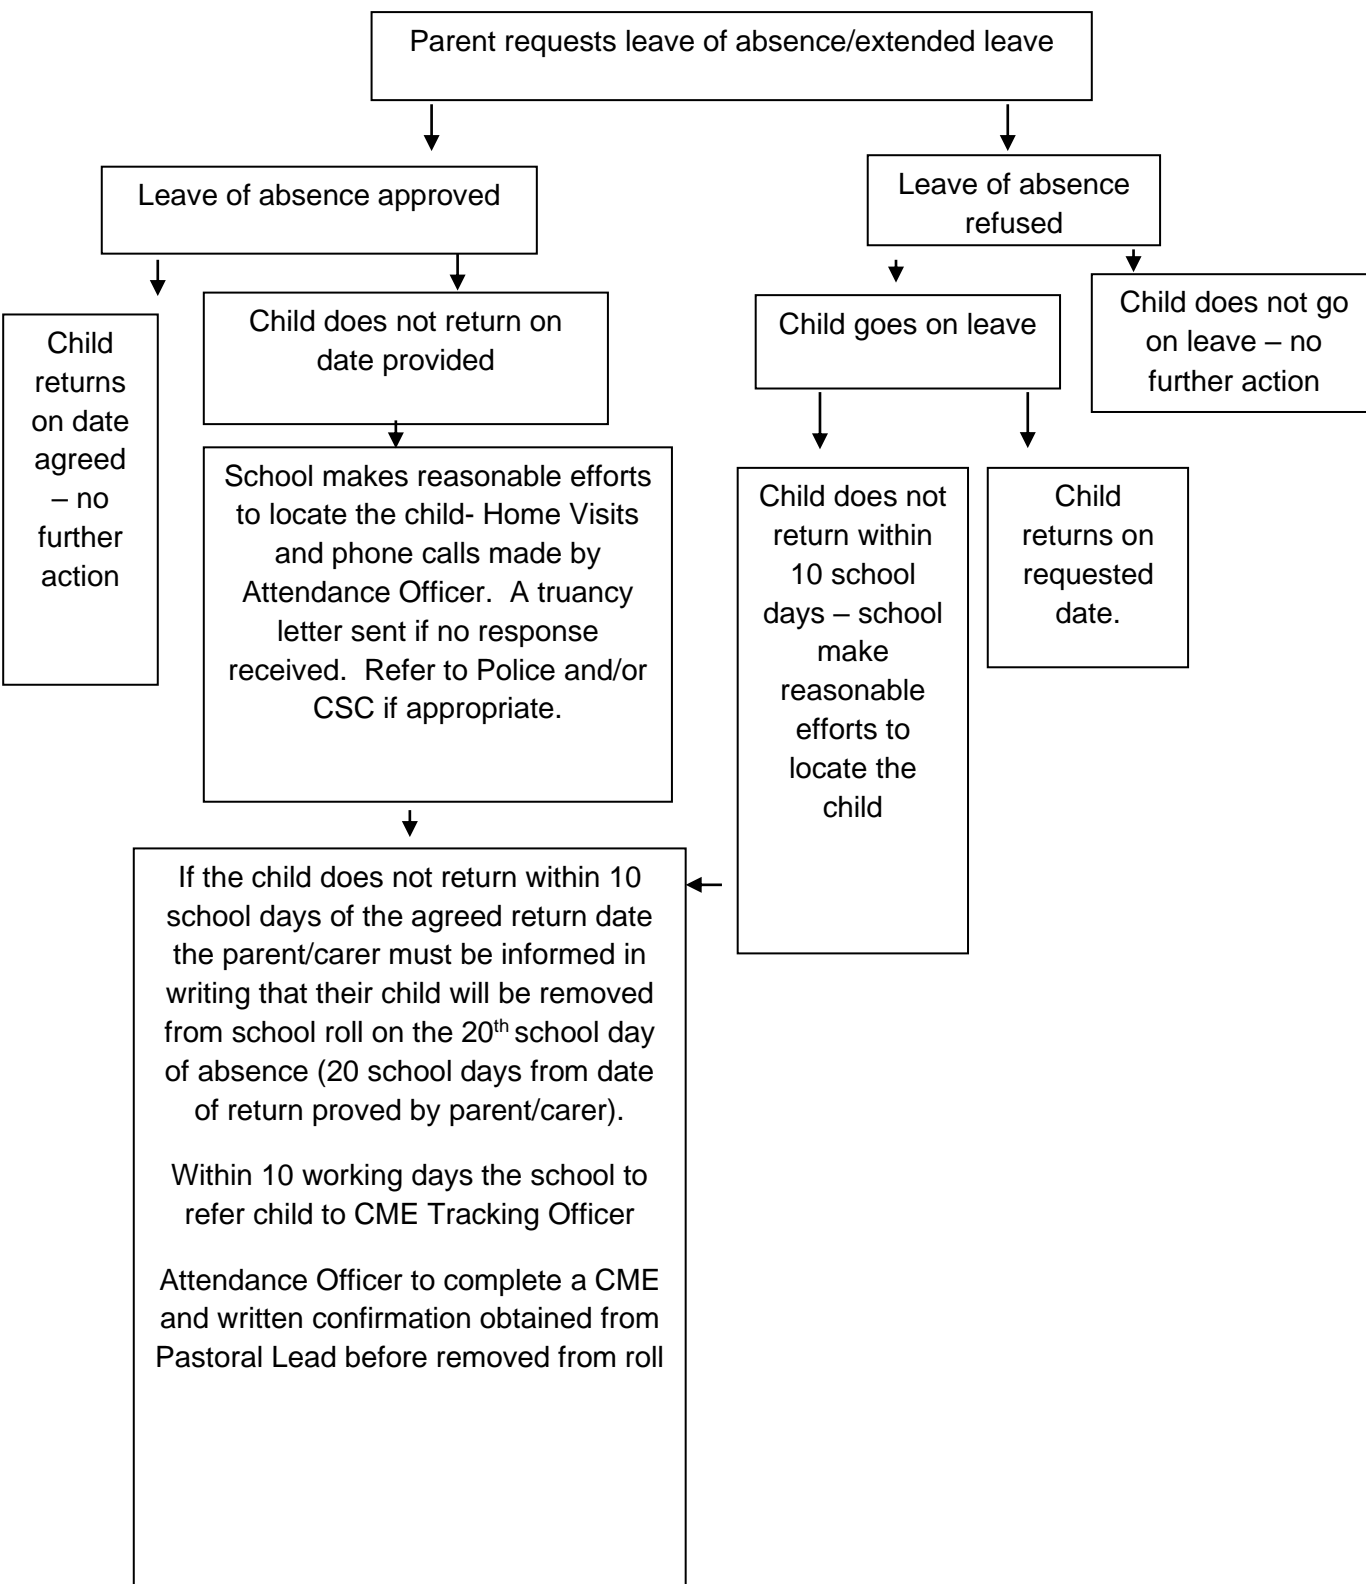 Parent requests leave of absence/extended leave
Leave of absence approved
Leave of absence
refused
Child
returns
on date
agreed
– no
further
action
Child does not return on
date provided
Child goes on leave
Child does not go
on leave – no
further action
School makes reasonable efforts
to locate the child- Home Visits
and phone calls made by
Attendance Officer.  A truancy
letter sent if no response
received.  Refer to Police and/or
CSC if appropriate.
Child does not
return within
10 school
days – school
make
reasonable
efforts to
locate the
child
Child
returns on
requested
date.
If the child does not return within 10
school days of the agreed return date
the parent/carer must be informed in
writing that their child will be removed
from school roll on the 20th school day
of absence (20 school days from date
of return proved by parent/carer).
Within 10 working days the school to
refer child to CME Tracking Officer
Attendance Officer to complete a CME
and written confirmation obtained from
Pastoral Lead before removed from roll